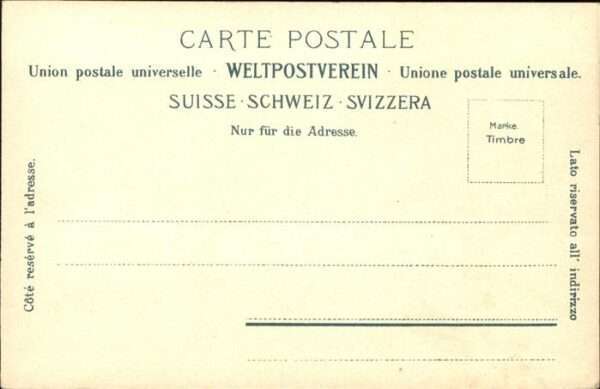 CARTE POSTALE
Union postale universelle · WELTPOSTVEREIN · Unione postale universale.
SUISSE · SCHWEIZ · SVIZZERA
Nur für die Adresse.
Marke.
Timbre
Côté resérvé à l'adresse.
Lato riservato all' indirizzo